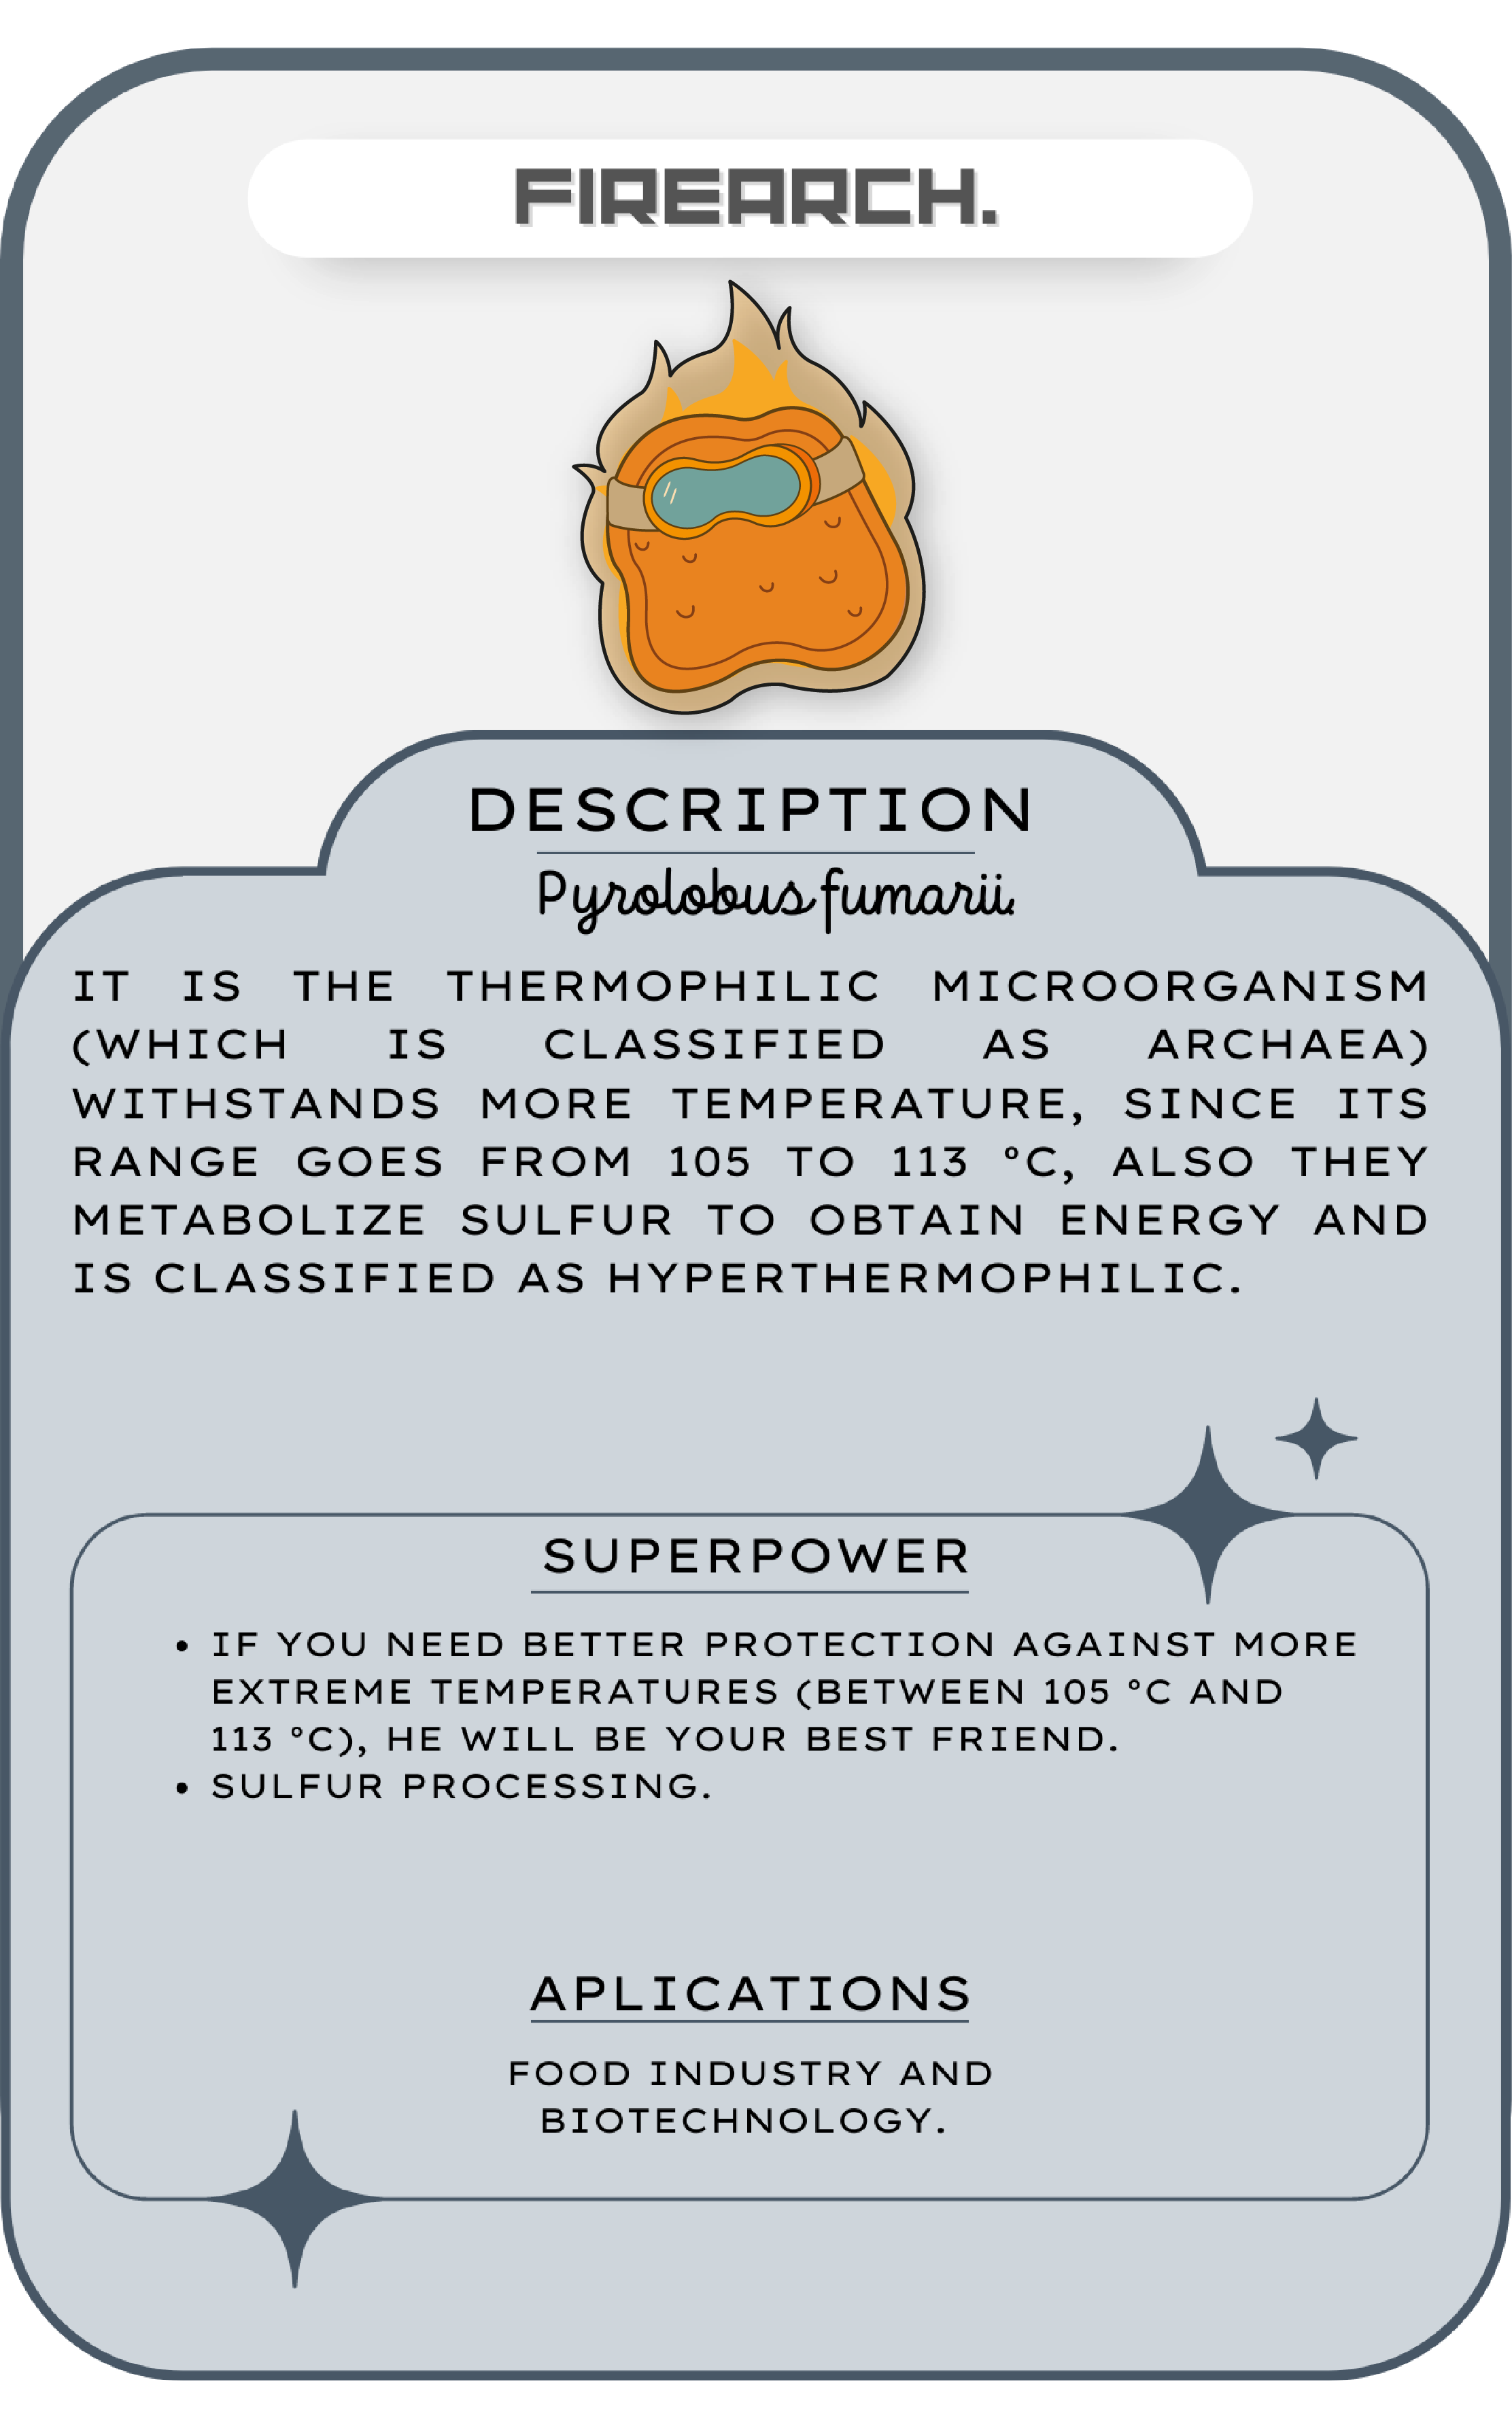 FIREARCH.
DESCRIPTION
Pyrolobus fumarii
IT IS THE THERMOPHILIC MICROORGANISM
(WHICH IS CLASSIFIED AS ARCHAEA)
WITHSTANDS MORE TEMPERATURE, SINCE ITS
RANGE GOES FROM 105 TO 113 °C, ALSO THEY
METABOLIZE SULFUR TO OBTAIN ENERGY AND
IS CLASSIFIED AS HYPERTHERMOPHILIC.
SUPERPOWER
• IF YOU NEED BETTER PROTECTION AGAINST MORE
EXTREME TEMPERATURES (BETWEEN 105 °C AND
113 °C), HE WILL BE YOUR BEST FRIEND.
• SULFUR PROCESSING.
APLICATIONS
FOOD INDUSTRY AND
BIOTECHNOLOGY.